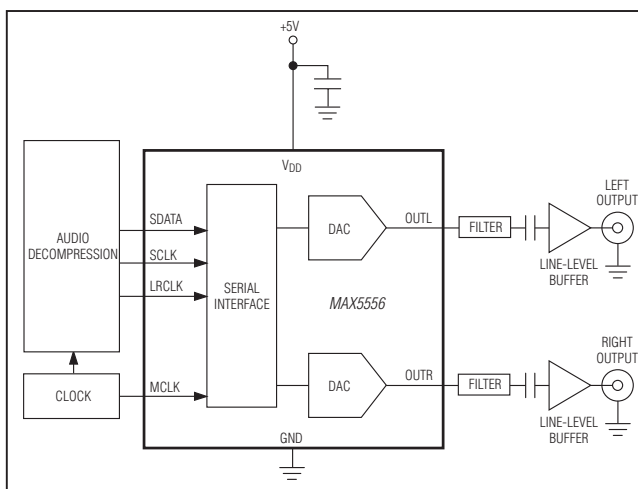 +5V
VDD
AUDIO
DECOMPRESSION
SDATA
SCLK
LRCLK
SERIAL
INTERFACE
DAC
OUTL
FILTER
LINE-LEVEL
BUFFER
LEFT
OUTPUT
MAX5556
CLOCK
MCLK
DAC
OUTR
FILTER
LINE-LEVEL
BUFFER
RIGHT
OUTPUT
GND